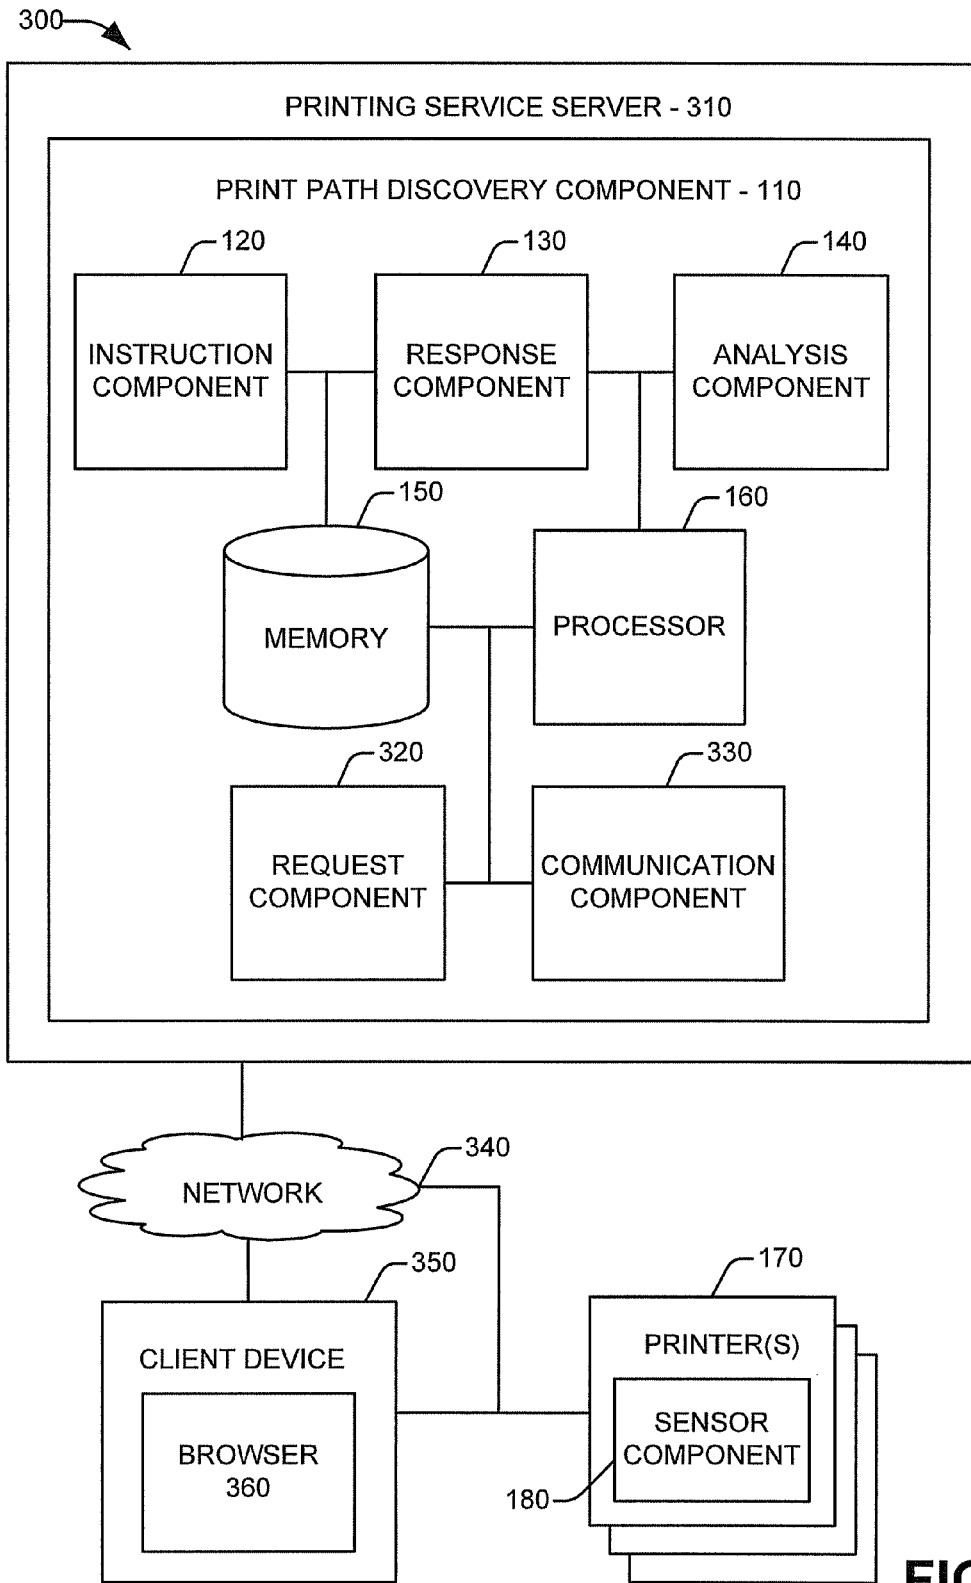 300
PRINTING SERVICE SERVER - 310
PRINT PATH DISCOVERY COMPONENT - 110
120
130
140
INSTRUCTION
COMPONENT
RESPONSE
COMPONENT
ANALYSIS
COMPONENT
150
160
MEMORY
PROCESSOR
320
330
REQUEST
COMPONENT
COMMUNICATION
COMPONENT
340
NETWORK
350
170
CLIENT DEVICE
PRINTER(S)
BROWSER
360
SENSOR
COMPONENT
180
FIG